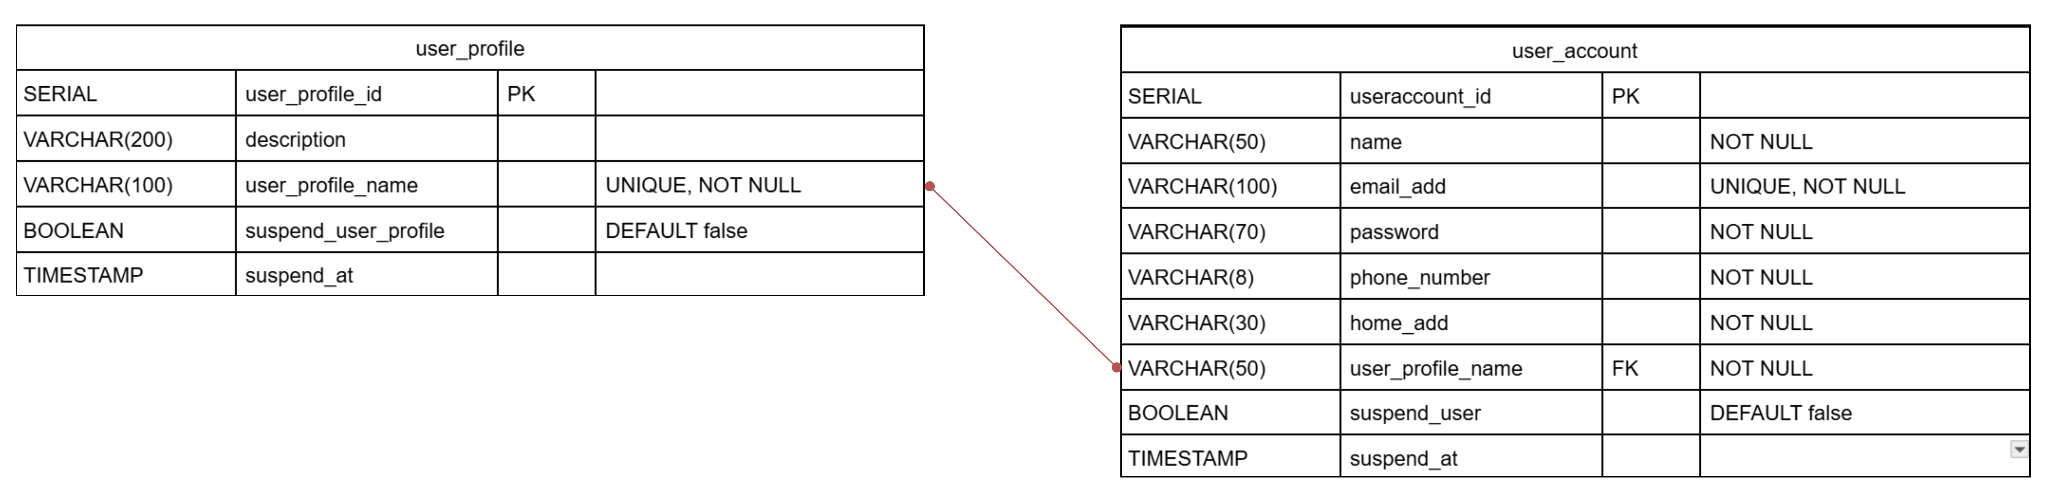 user_profile
SERIAL user_profile_id PK
VARCHAR(200) description
VARCHAR(100) user_profile_name UNIQUE, NOT NULL
BOOLEAN suspend_user_profile DEFAULT false
TIMESTAMP suspend_at
user_account
SERIAL useraccount_id PK
VARCHAR(50) name NOT NULL
VARCHAR(100) email_add UNIQUE, NOT NULL
VARCHAR(70) password NOT NULL
VARCHAR(8) phone_number NOT NULL
VARCHAR(30) home_add NOT NULL
VARCHAR(50) user_profile_name FK NOT NULL
BOOLEAN suspend_user DEFAULT false
TIMESTAMP suspend_at